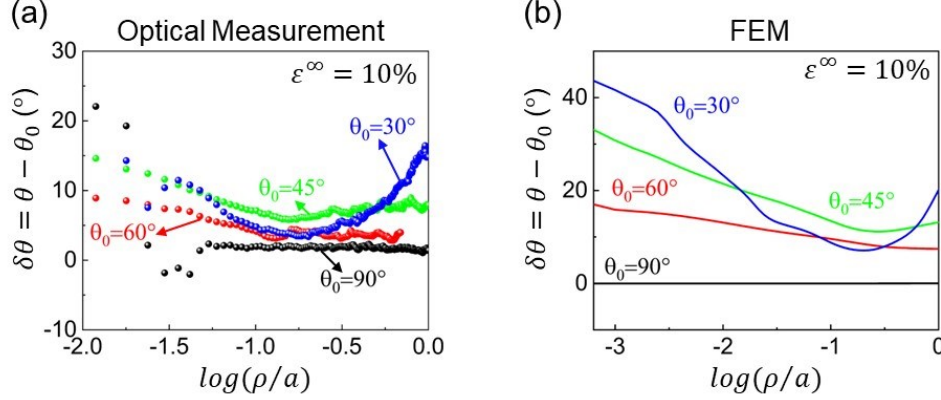 (a)
Optical Measurement
ε^∞ = 10%
θ₀=30°
θ₀=45°
θ₀=60°
θ₀=90°
δθ = θ − θ₀ (°)
30
20
10
0
-10
-2.0 -1.5 -1.0 -0.5 0.0
log(ρ/a)
(b)
FEM
ε^∞ = 10%
θ₀=30°
θ₀=45°
θ₀=60°
θ₀=90°
δθ = θ − θ₀ (°)
40
20
0
-3 -2 -1 0
log(ρ/a)